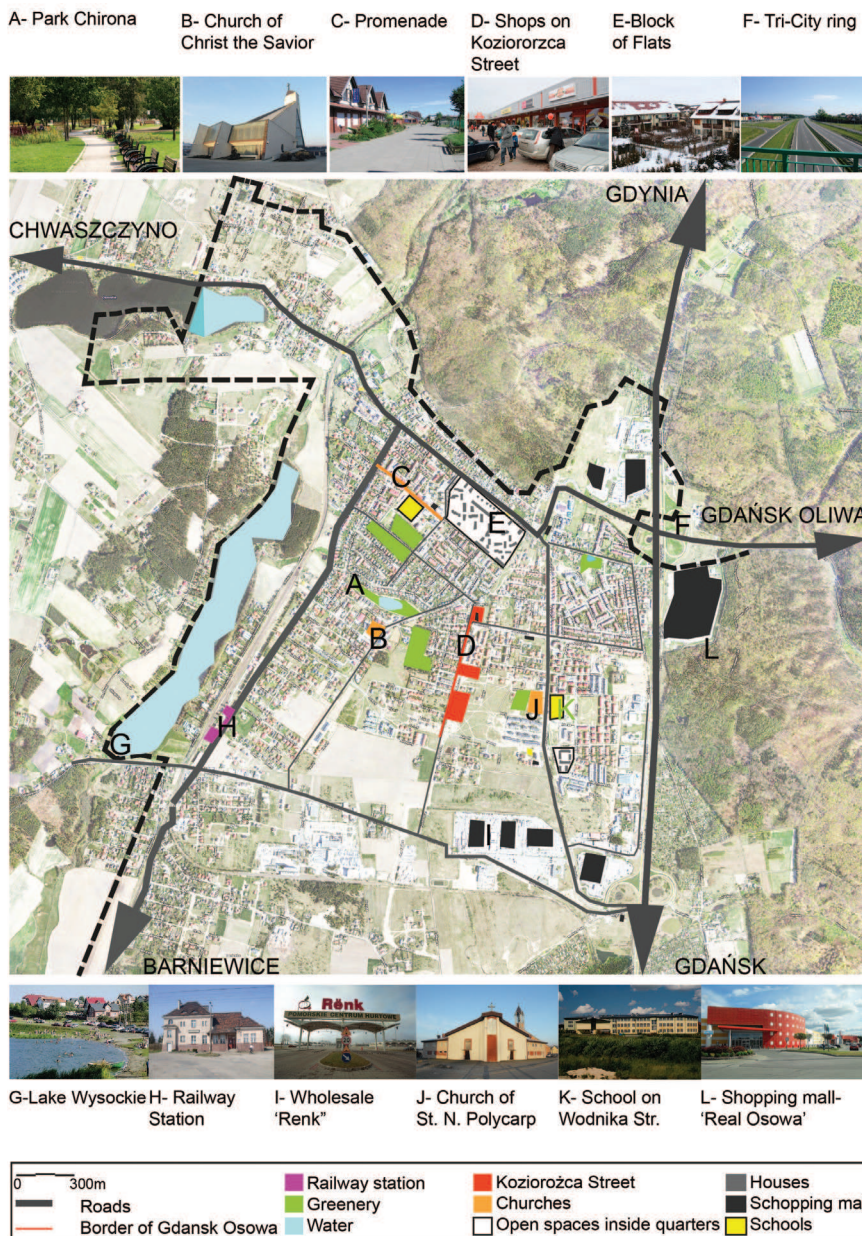 A- Park Chirona
B- Church of
Christ the Savior
C- Promenade
D- Shops on
Koziororzca
Street
E-Block
of Flats
F- Tri-City ring
GDYNIA
CHWASZCZYNO
C
E
F
GDAŃSK OLIWA
A
B
D
L
J
K
H
G
I
BARNIEWICE
GDAŃSK
Rënk
POMORSKIE CENTRUM HURTOWE
G-Lake Wysockie
H- Railway
Station
I- Wholesale
‘Renk”
J- Church of
St. N. Polycarp
K- School on
Wodnika Str.
L- Shopping mall-
‘Real Osowa’
0 300m
Roads
Border of Gdansk Osowa
Railway station
Greenery
Water
Koziorożca Street
Churches
Open spaces inside quarters
Houses
Schopping ma
Schools